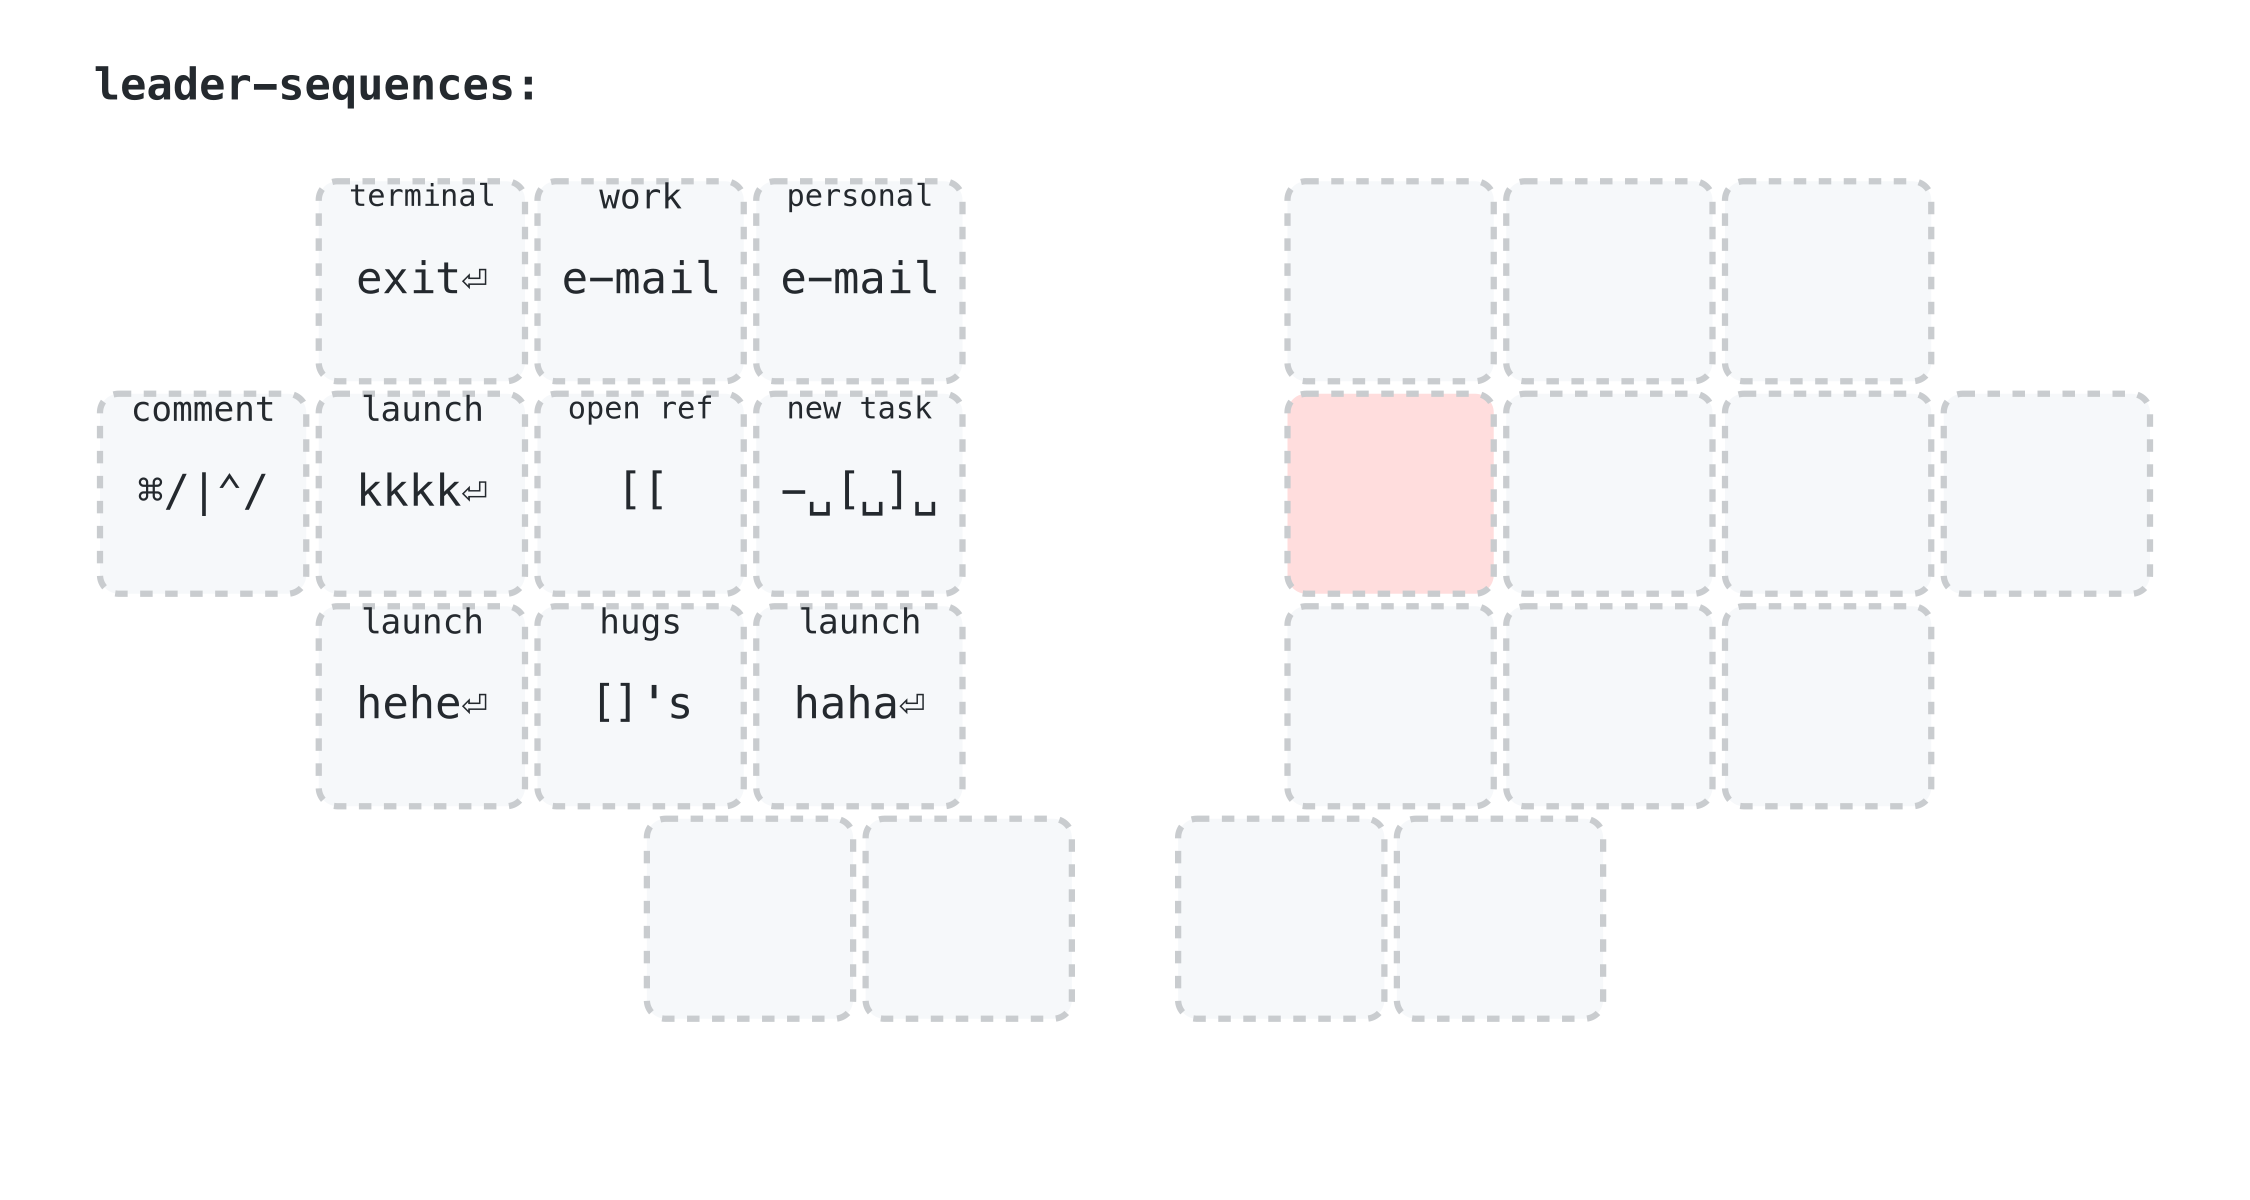 leader-sequences:
terminal work personal
exit⏎ e-mail e-mail
comment launch open ref new task
⌘/|^/ kkkk⏎ [[ -␣[␣]␣
launch hugs launch
hehe⏎ []'s haha⏎